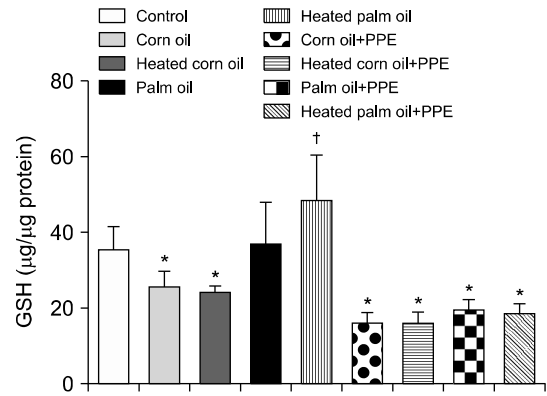 Control
Corn oil
Heated corn oil
Palm oil
Heated palm oil
Corn oil+PPE
Heated corn oil+PPE
Palm oil+PPE
Heated palm oil+PPE
GSH (μg/μg protein)
80
60
40
20
0
*
*
†
*
*
*
*